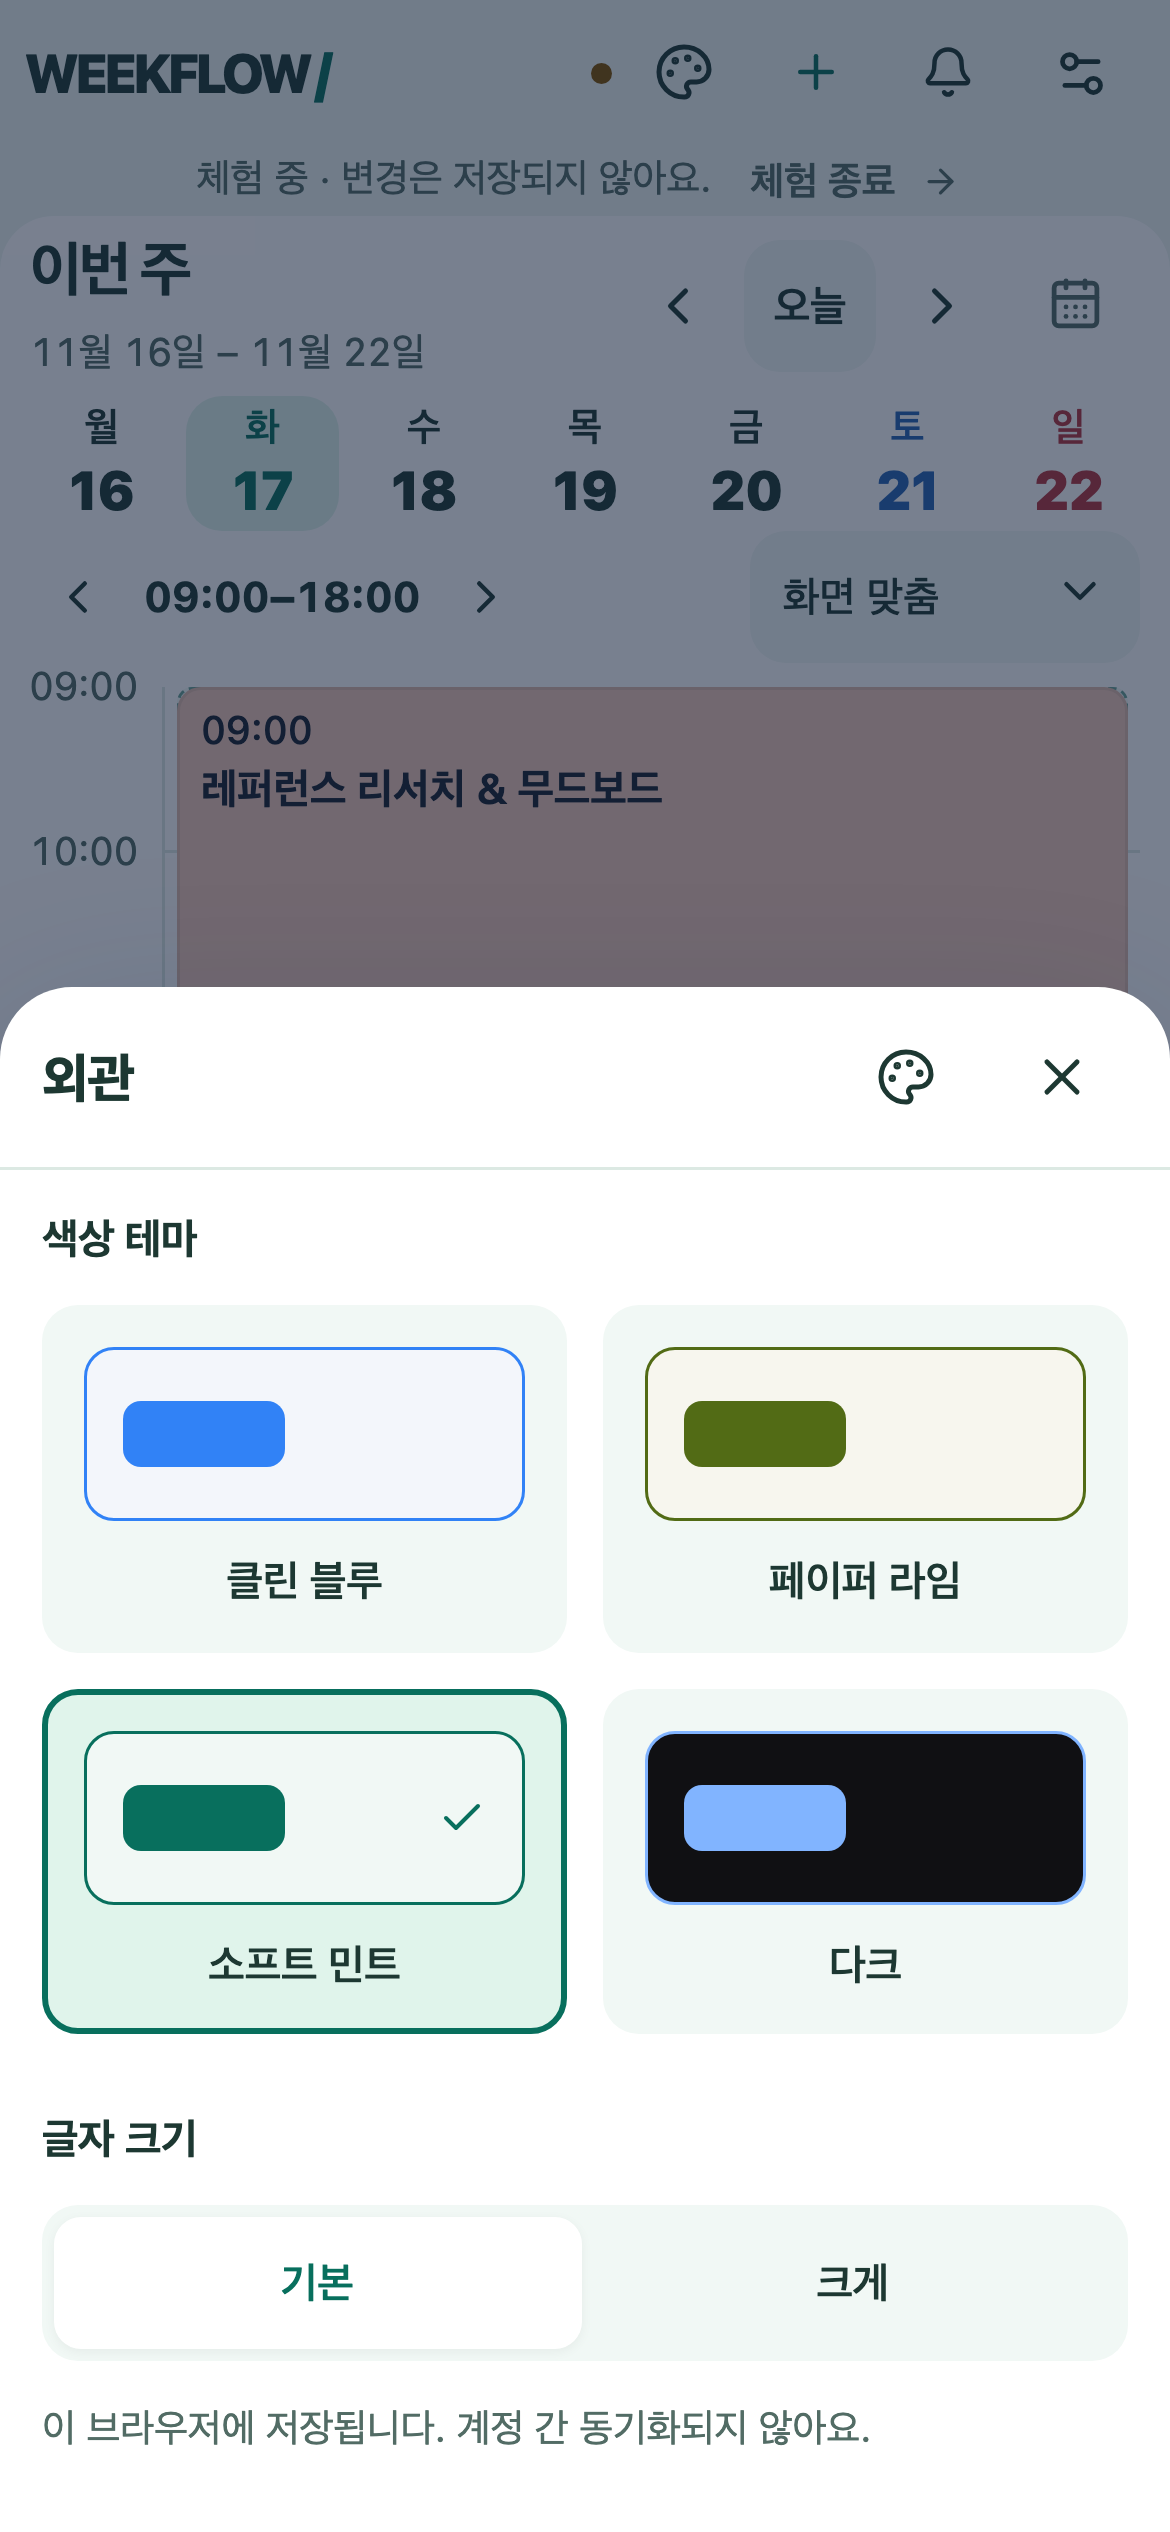 WEEKFLOW/
체험 중 · 변경은 저장되지 않아요. 체험 종료 →
이번 주
오늘
11월 16일 – 11월 22일
월 화 수 목 금 토 일
16 17 18 19 20 21 22
09:00–18:00 화면 맞춤
09:00
09:00
레퍼런스 리서치 & 무드보드
10:00
외관
색상 테마
클린 블루 페이퍼 라임
소프트 민트 다크
글자 크기
기본 크게
이 브라우저에 저장됩니다. 계정 간 동기화되지 않아요.